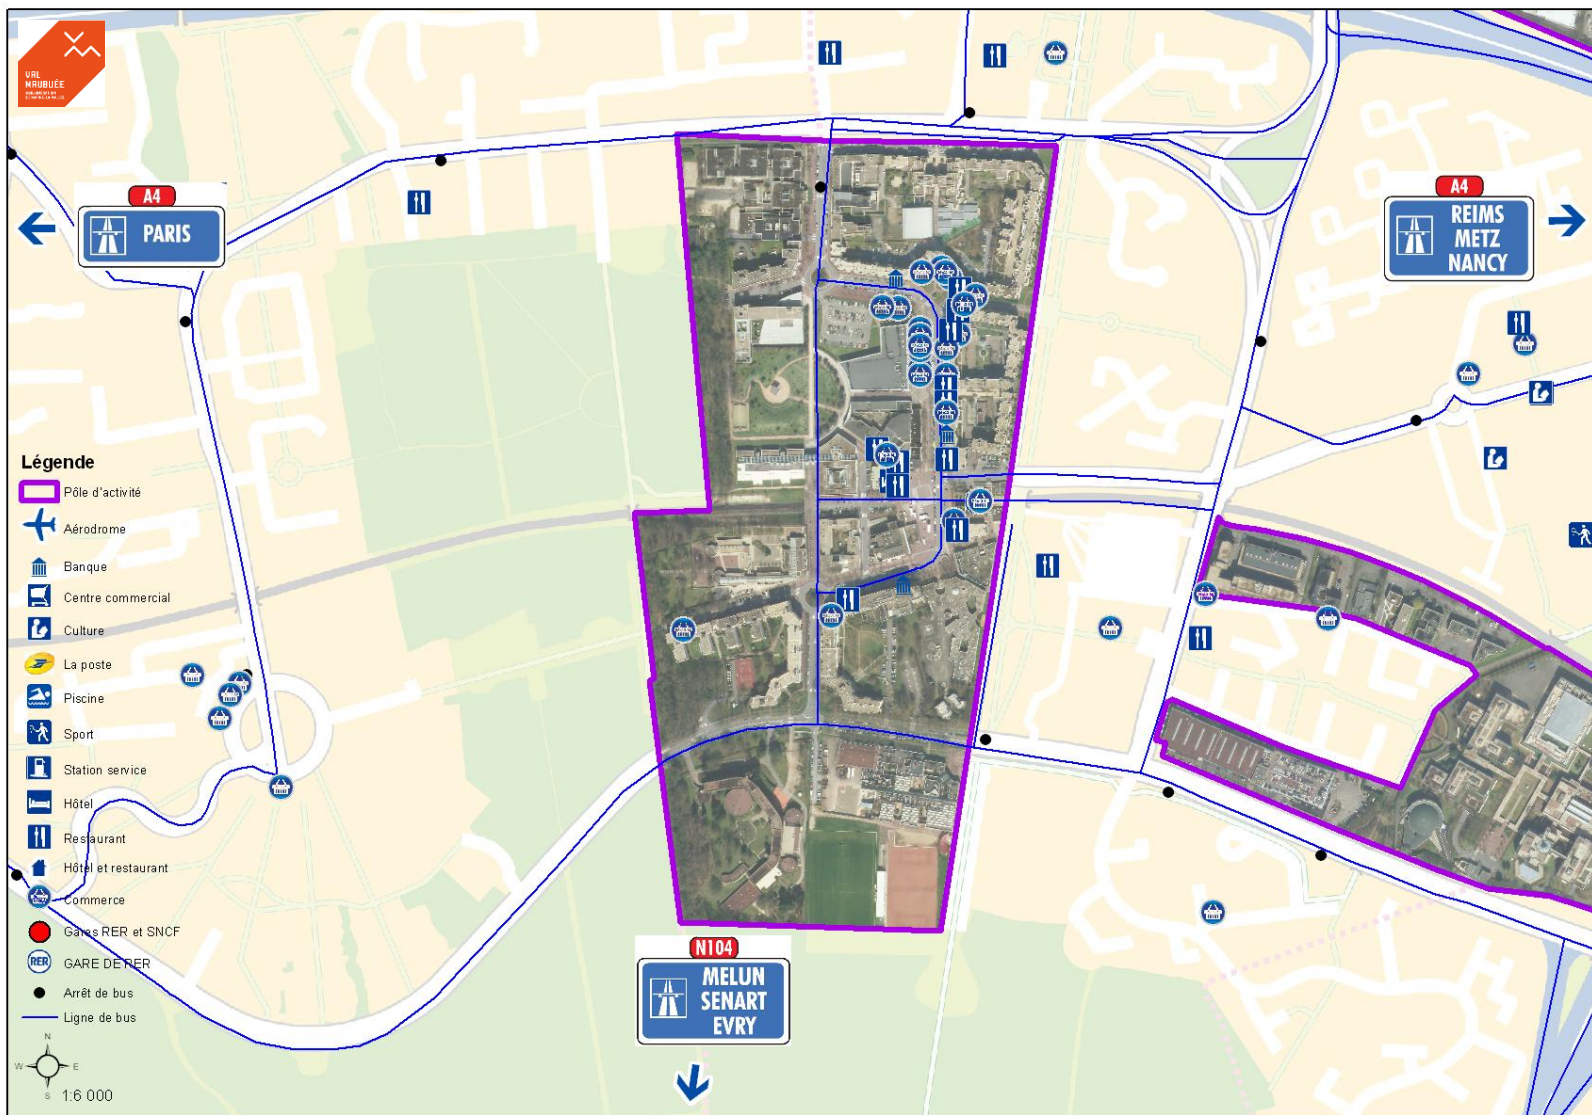 VAL
MAUBUÉE
A4
PARIS
A4
REIMS
METZ
NANCY
Légende
Pôle d'activité
Aérodrome
Banque
Centre commercial
Culture
La poste
Piscine
Sport
Station service
Hôtel
Restaurant
Hôtel et restaurant
Commerce
Gares RER et SNCF
RER GARE DE RER
Arrêt de bus
Ligne de bus
N
W E
S
1:6 000
N104
MELUN
SENART
EVRY